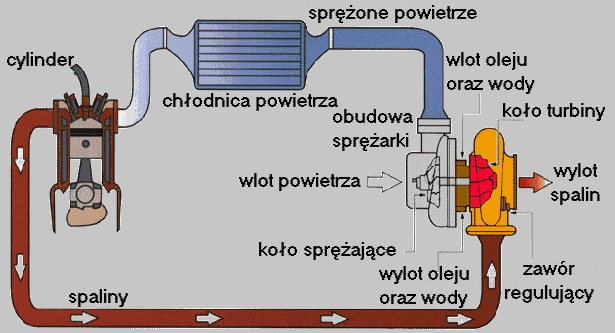 sprężone powietrze
cylinder
wlot oleju
oraz wody
chłodnica powietrza
obudowa
sprężarki
koło turbiny
wlot powietrza
wylot
spalin
koło sprężające
wylot oleju
oraz wody
zawór
regulujący
spaliny